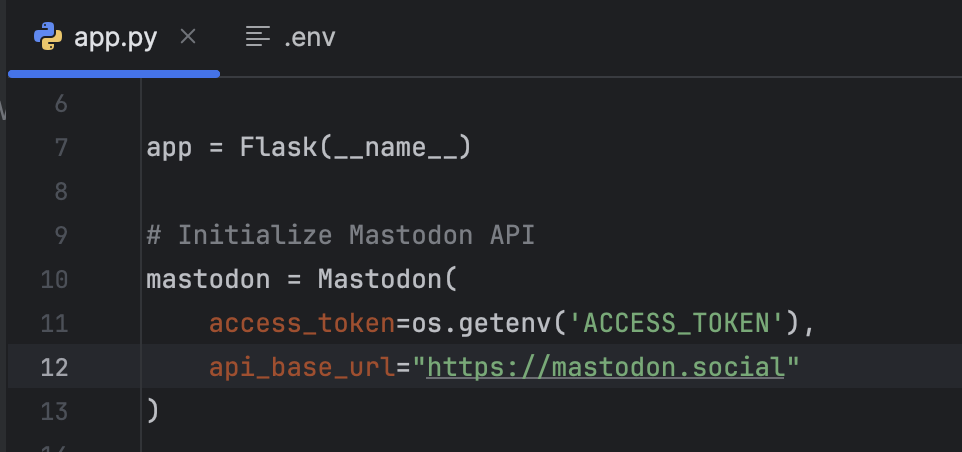 app.py .env
6
7 app = Flask(__name__)
8
9 # Initialize Mastodon API
10 mastodon = Mastodon(
11 access_token=os.getenv('ACCESS_TOKEN'),
12 api_base_url="https://mastodon.social"
13 )